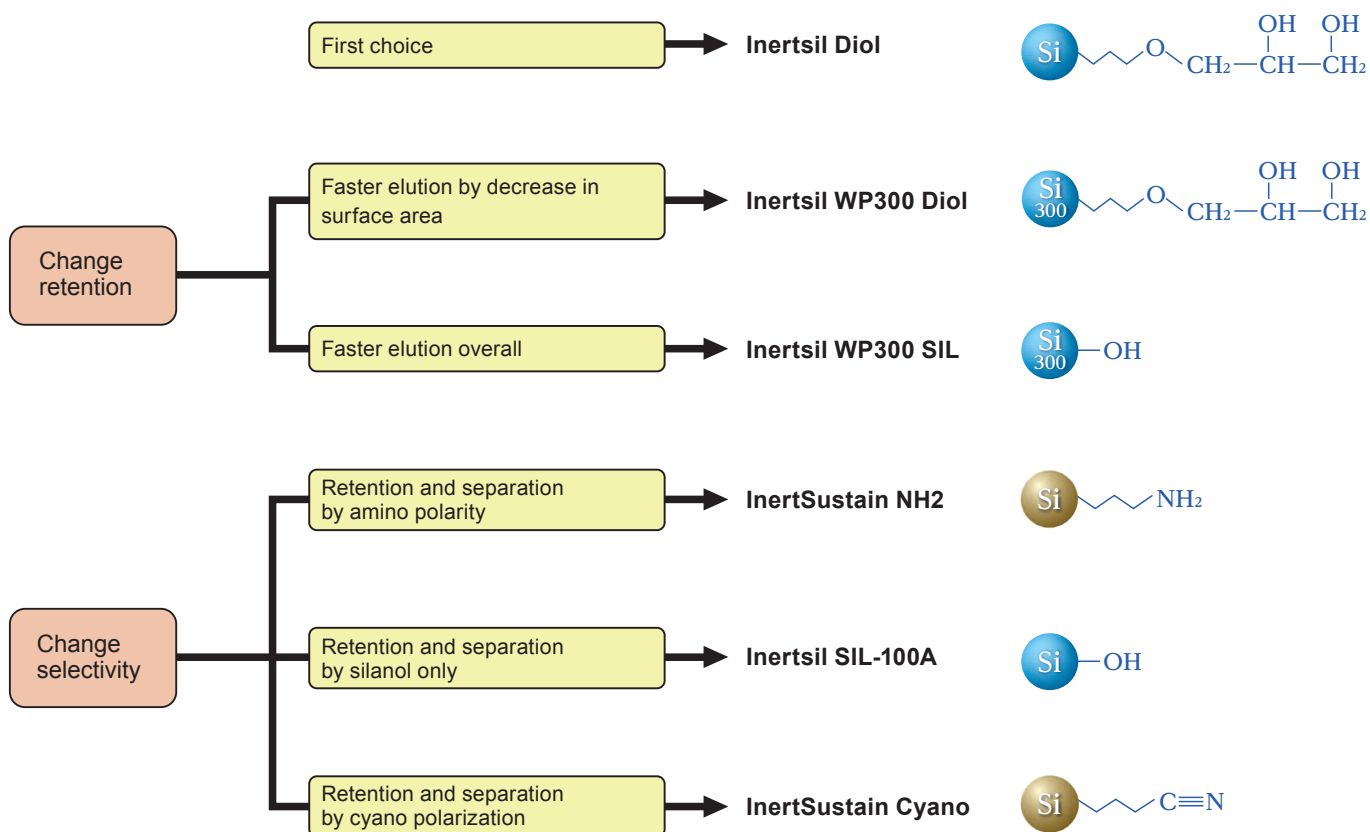 First choice
Inertsil Diol
Si
O
CH₂—CH—CH₂
OH
OH
Change
retention
Faster elution by decrease in
surface area
Inertsil WP300 Diol
Si
300
O
CH₂—CH—CH₂
OH
OH
Faster elution overall
Inertsil WP300 SIL
Si
300
OH
Change
selectivity
Retention and separation
by amino polarity
InertSustain NH2
Si
NH₂
Retention and separation
by silanol only
Inertsil SIL-100A
Si
OH
Retention and separation
by cyano polarization
InertSustain Cyano
Si
C≡N